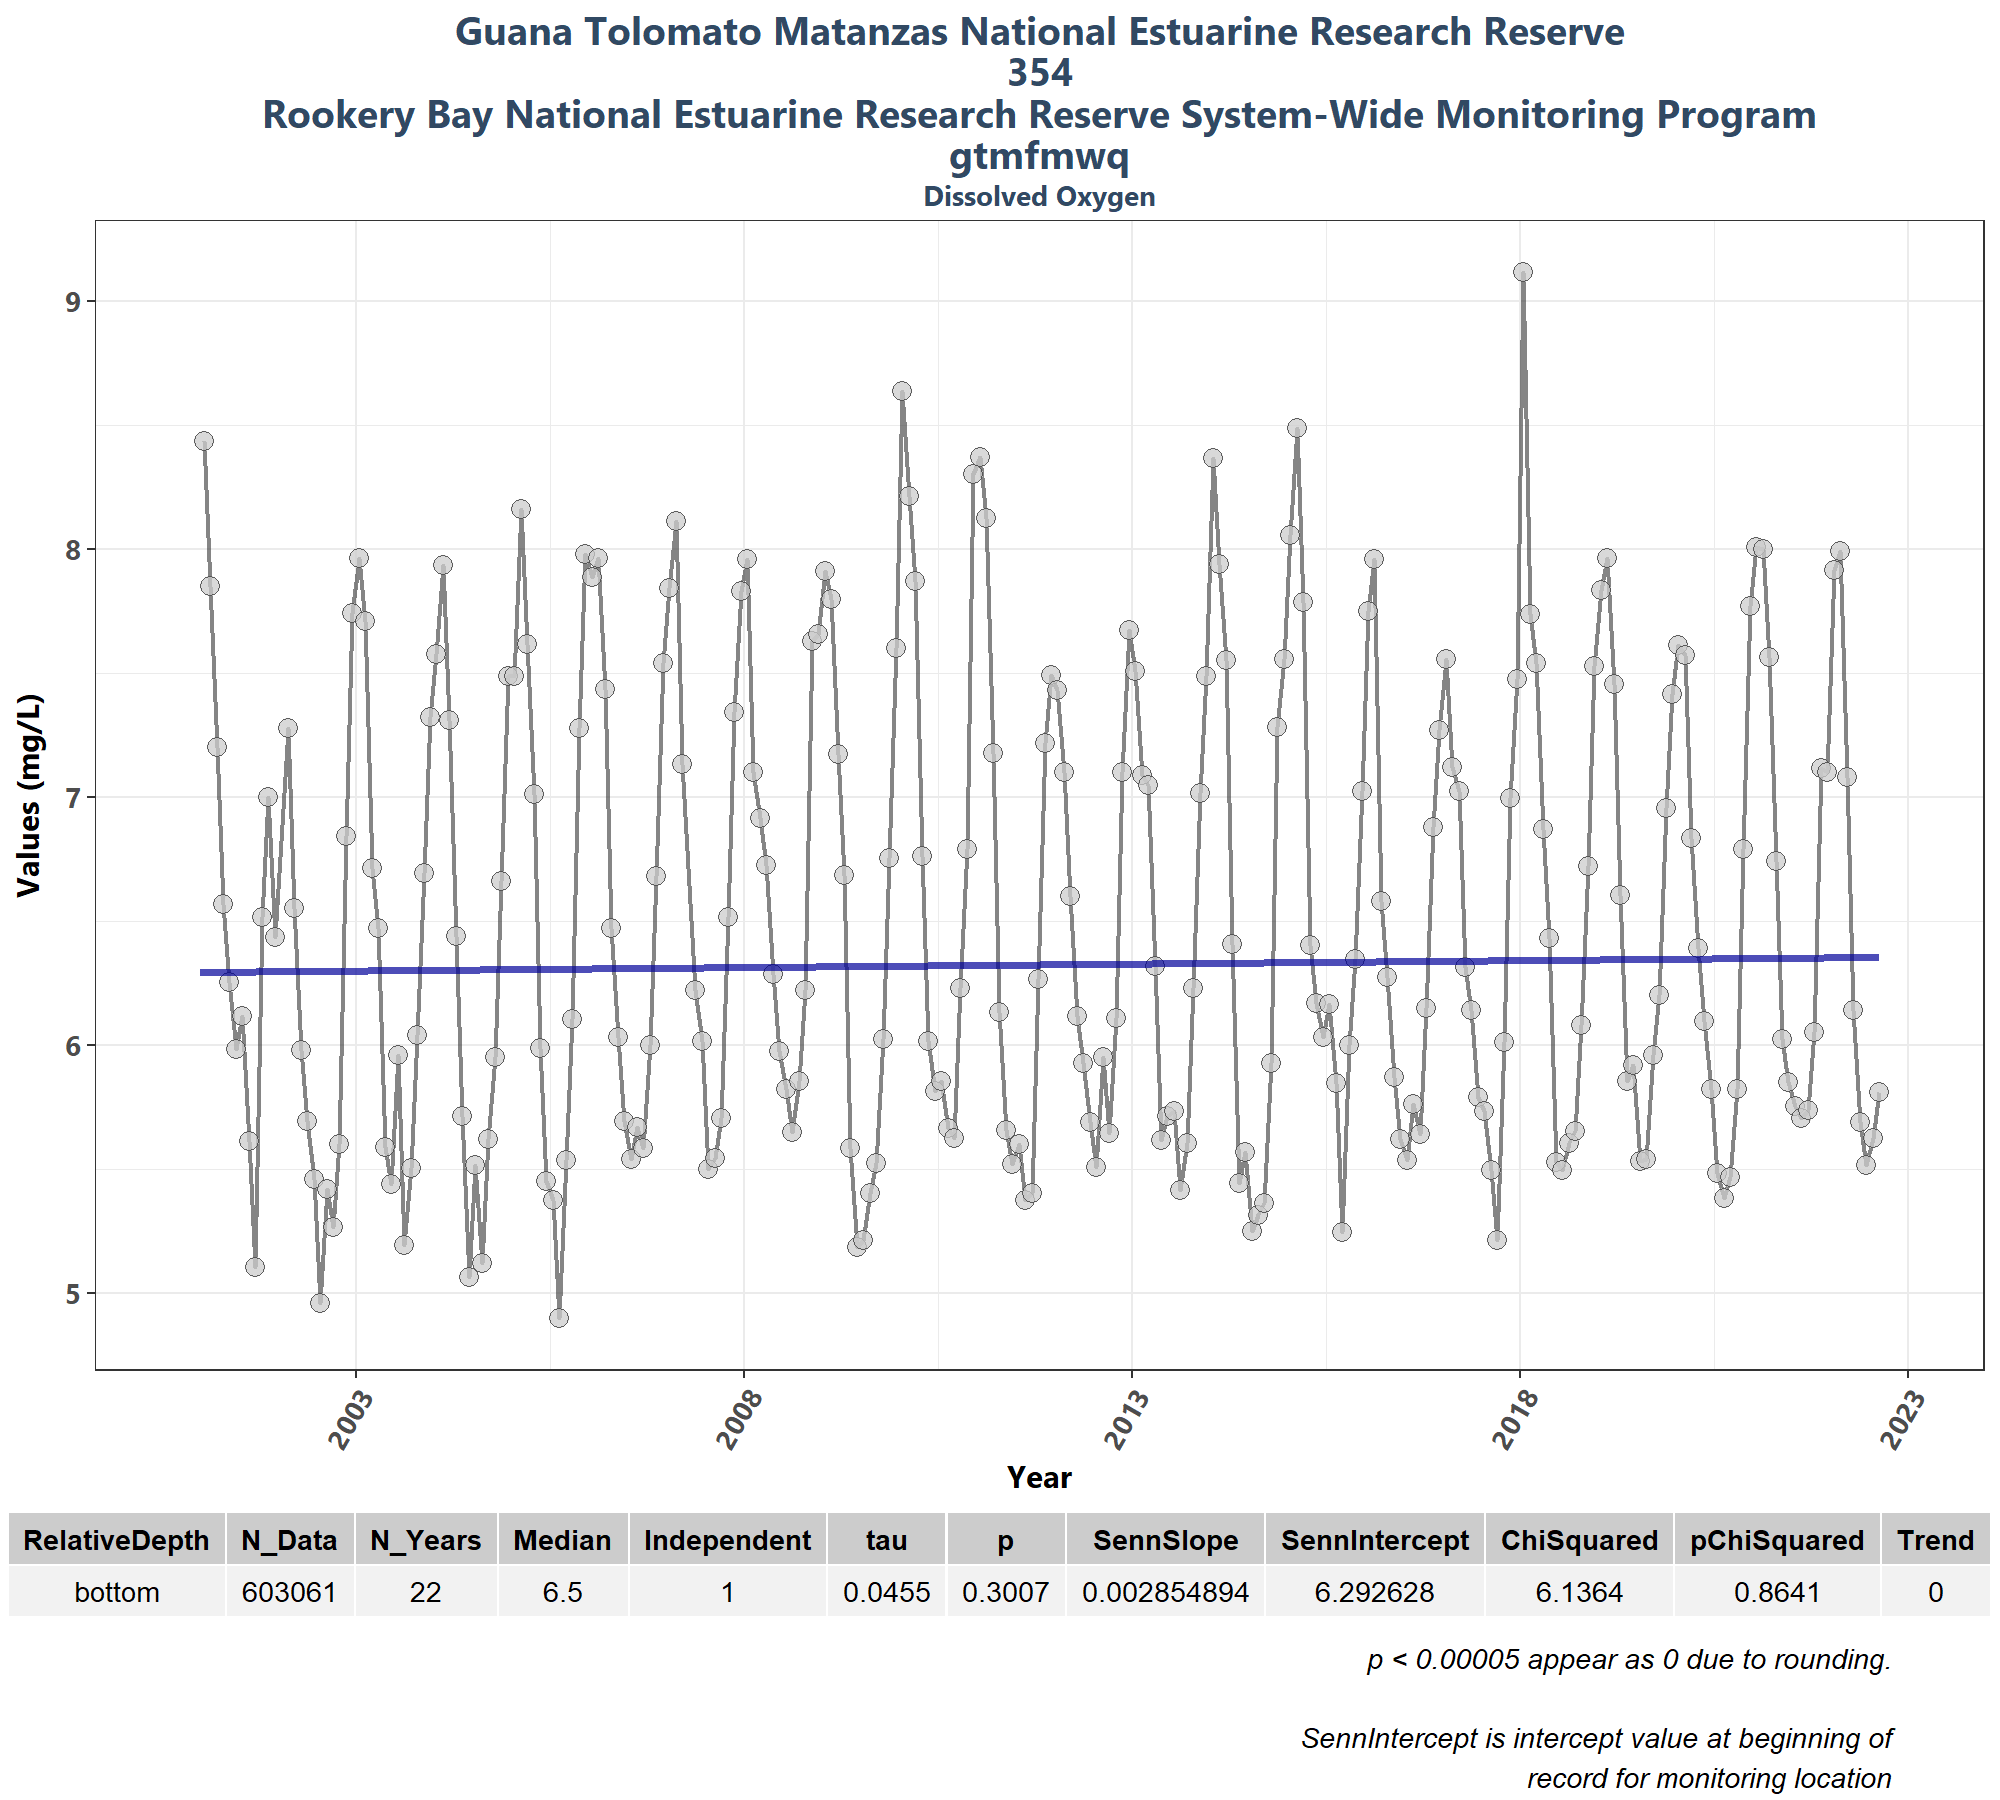 Guana Tolomato Matanzas National Estuarine Research Reserve
354
Rookery Bay National Estuarine Research Reserve System-Wide Monitoring Program
gtmfmwq
Dissolved Oxygen
Values (mg/L)
9
8
7
6
5
2003 2008 2013 2018 2023
Year
RelativeDepth N_Data N_Years Median Independent tau p SennSlope SennIntercept ChiSquared pChiSquared Trend
bottom 603061 22 6.5 1 0.0455 0.3007 0.002854894 6.292628 6.1364 0.8641 0
p < 0.00005 appear as 0 due to rounding.
SennIntercept is intercept value at beginning of
record for monitoring location